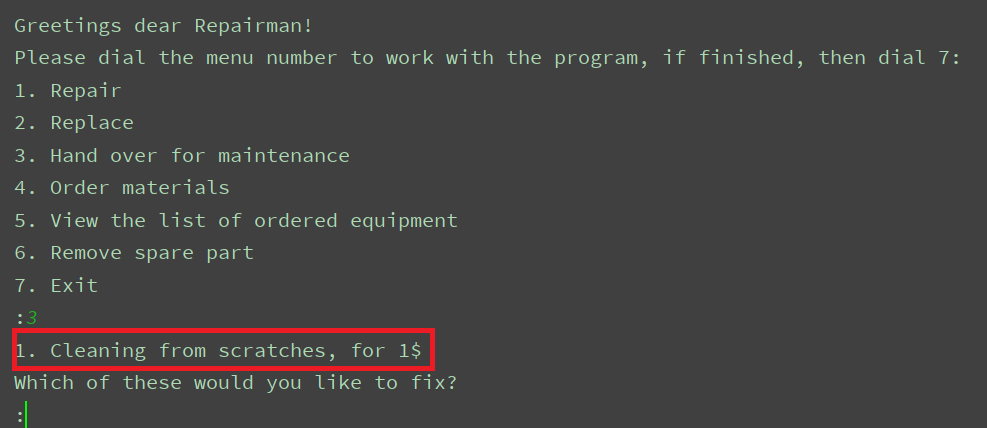 Greetings dear Repairman!
Please dial the menu number to work with the program, if finished, then dial 7:
1. Repair
2. Replace
3. Hand over for maintenance
4. Order materials
5. View the list of ordered equipment
6. Remove spare part
7. Exit
:3
1. Cleaning from scratches, for 1$
Which of these would you like to fix?
: